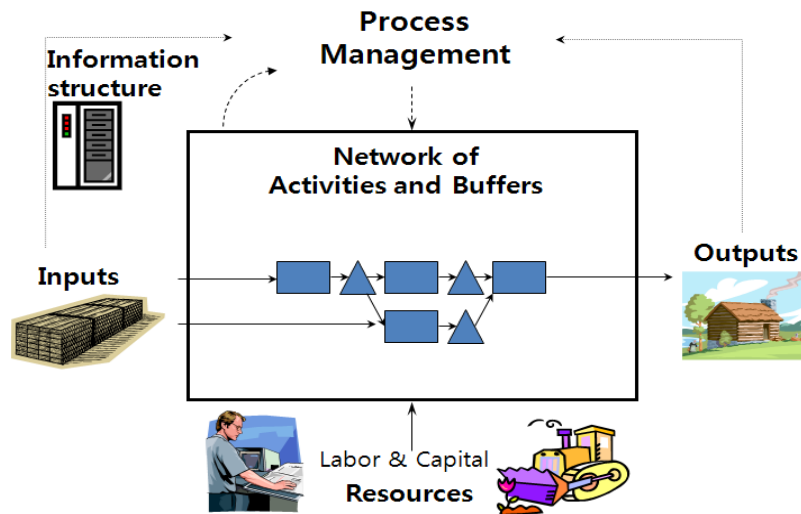 Process
Management
Information
structure
Network of
Activities and Buffers
Inputs
Outputs
Labor & Capital
Resources